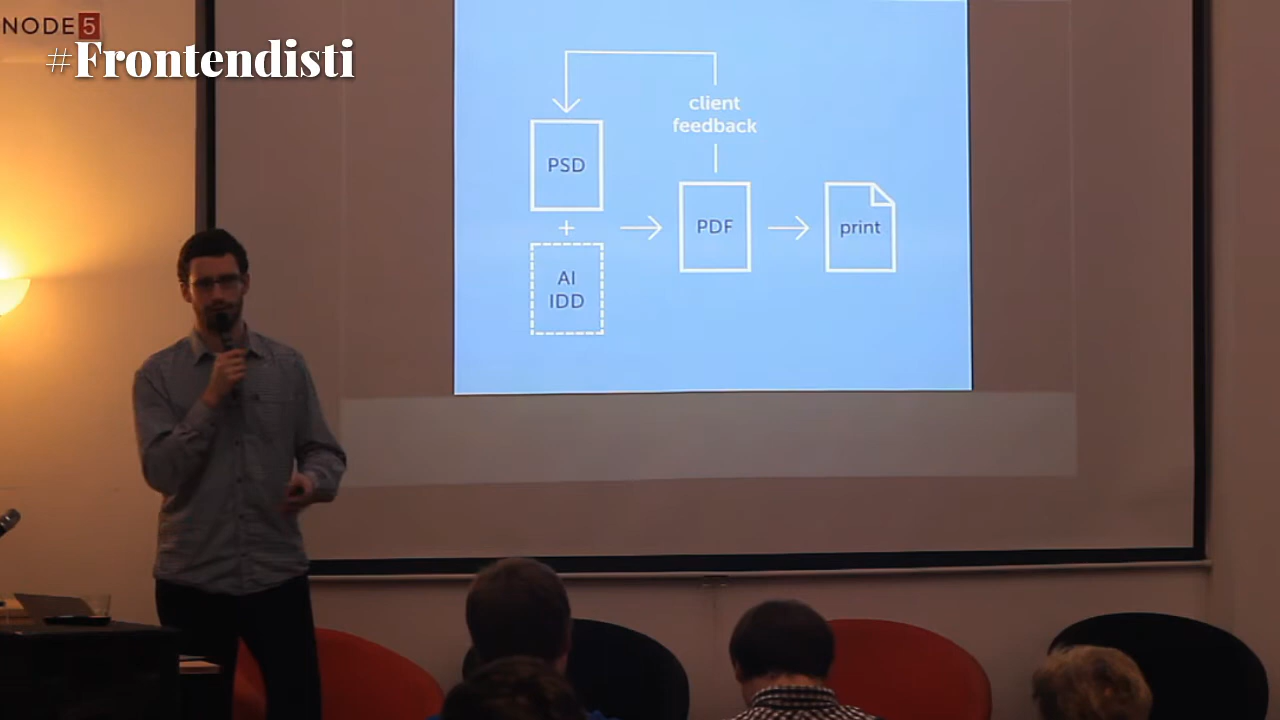 NODE5
#Frontendisti
client
feedback
PSD
+
AI
IDD
PDF
print